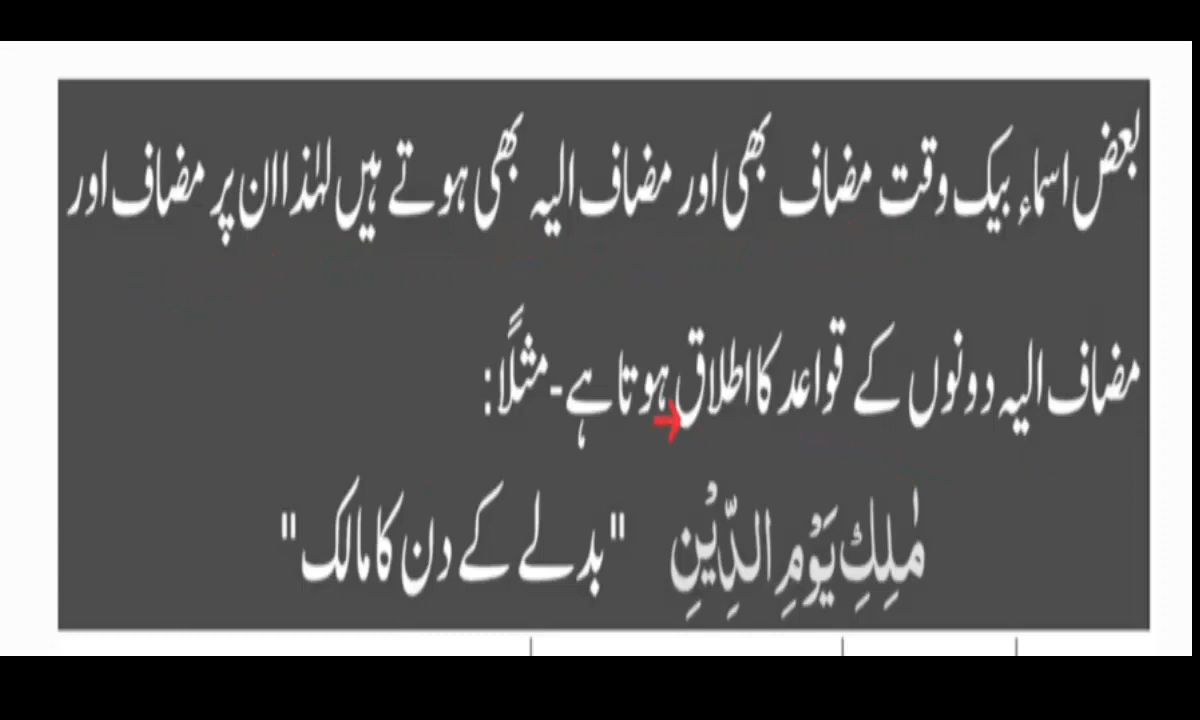 بعض اسماء بیک وقت مضاف بھی اور مضاف الیہ بھی ہوتے ہیں لہٰذا ان پر مضاف اور
مضاف الیہ دونوں کے قواعد کا اطلاق ہوتا ہے۔ مثلًا:
مٰلِکِ یَوْمِ الدِّیْنِ "بدلے کے دن کا مالک"